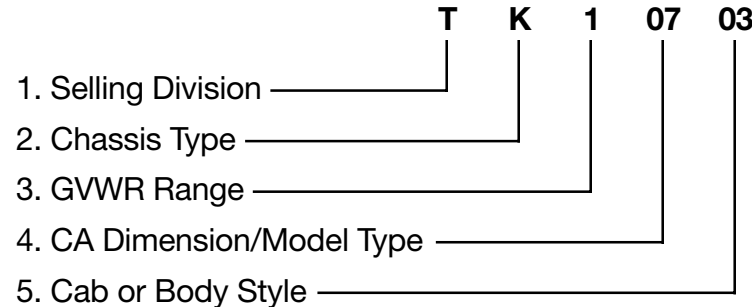 T K 1 07 03
1. Selling Division
2. Chassis Type
3. GVWR Range
4. CA Dimension/Model Type
5. Cab or Body Style